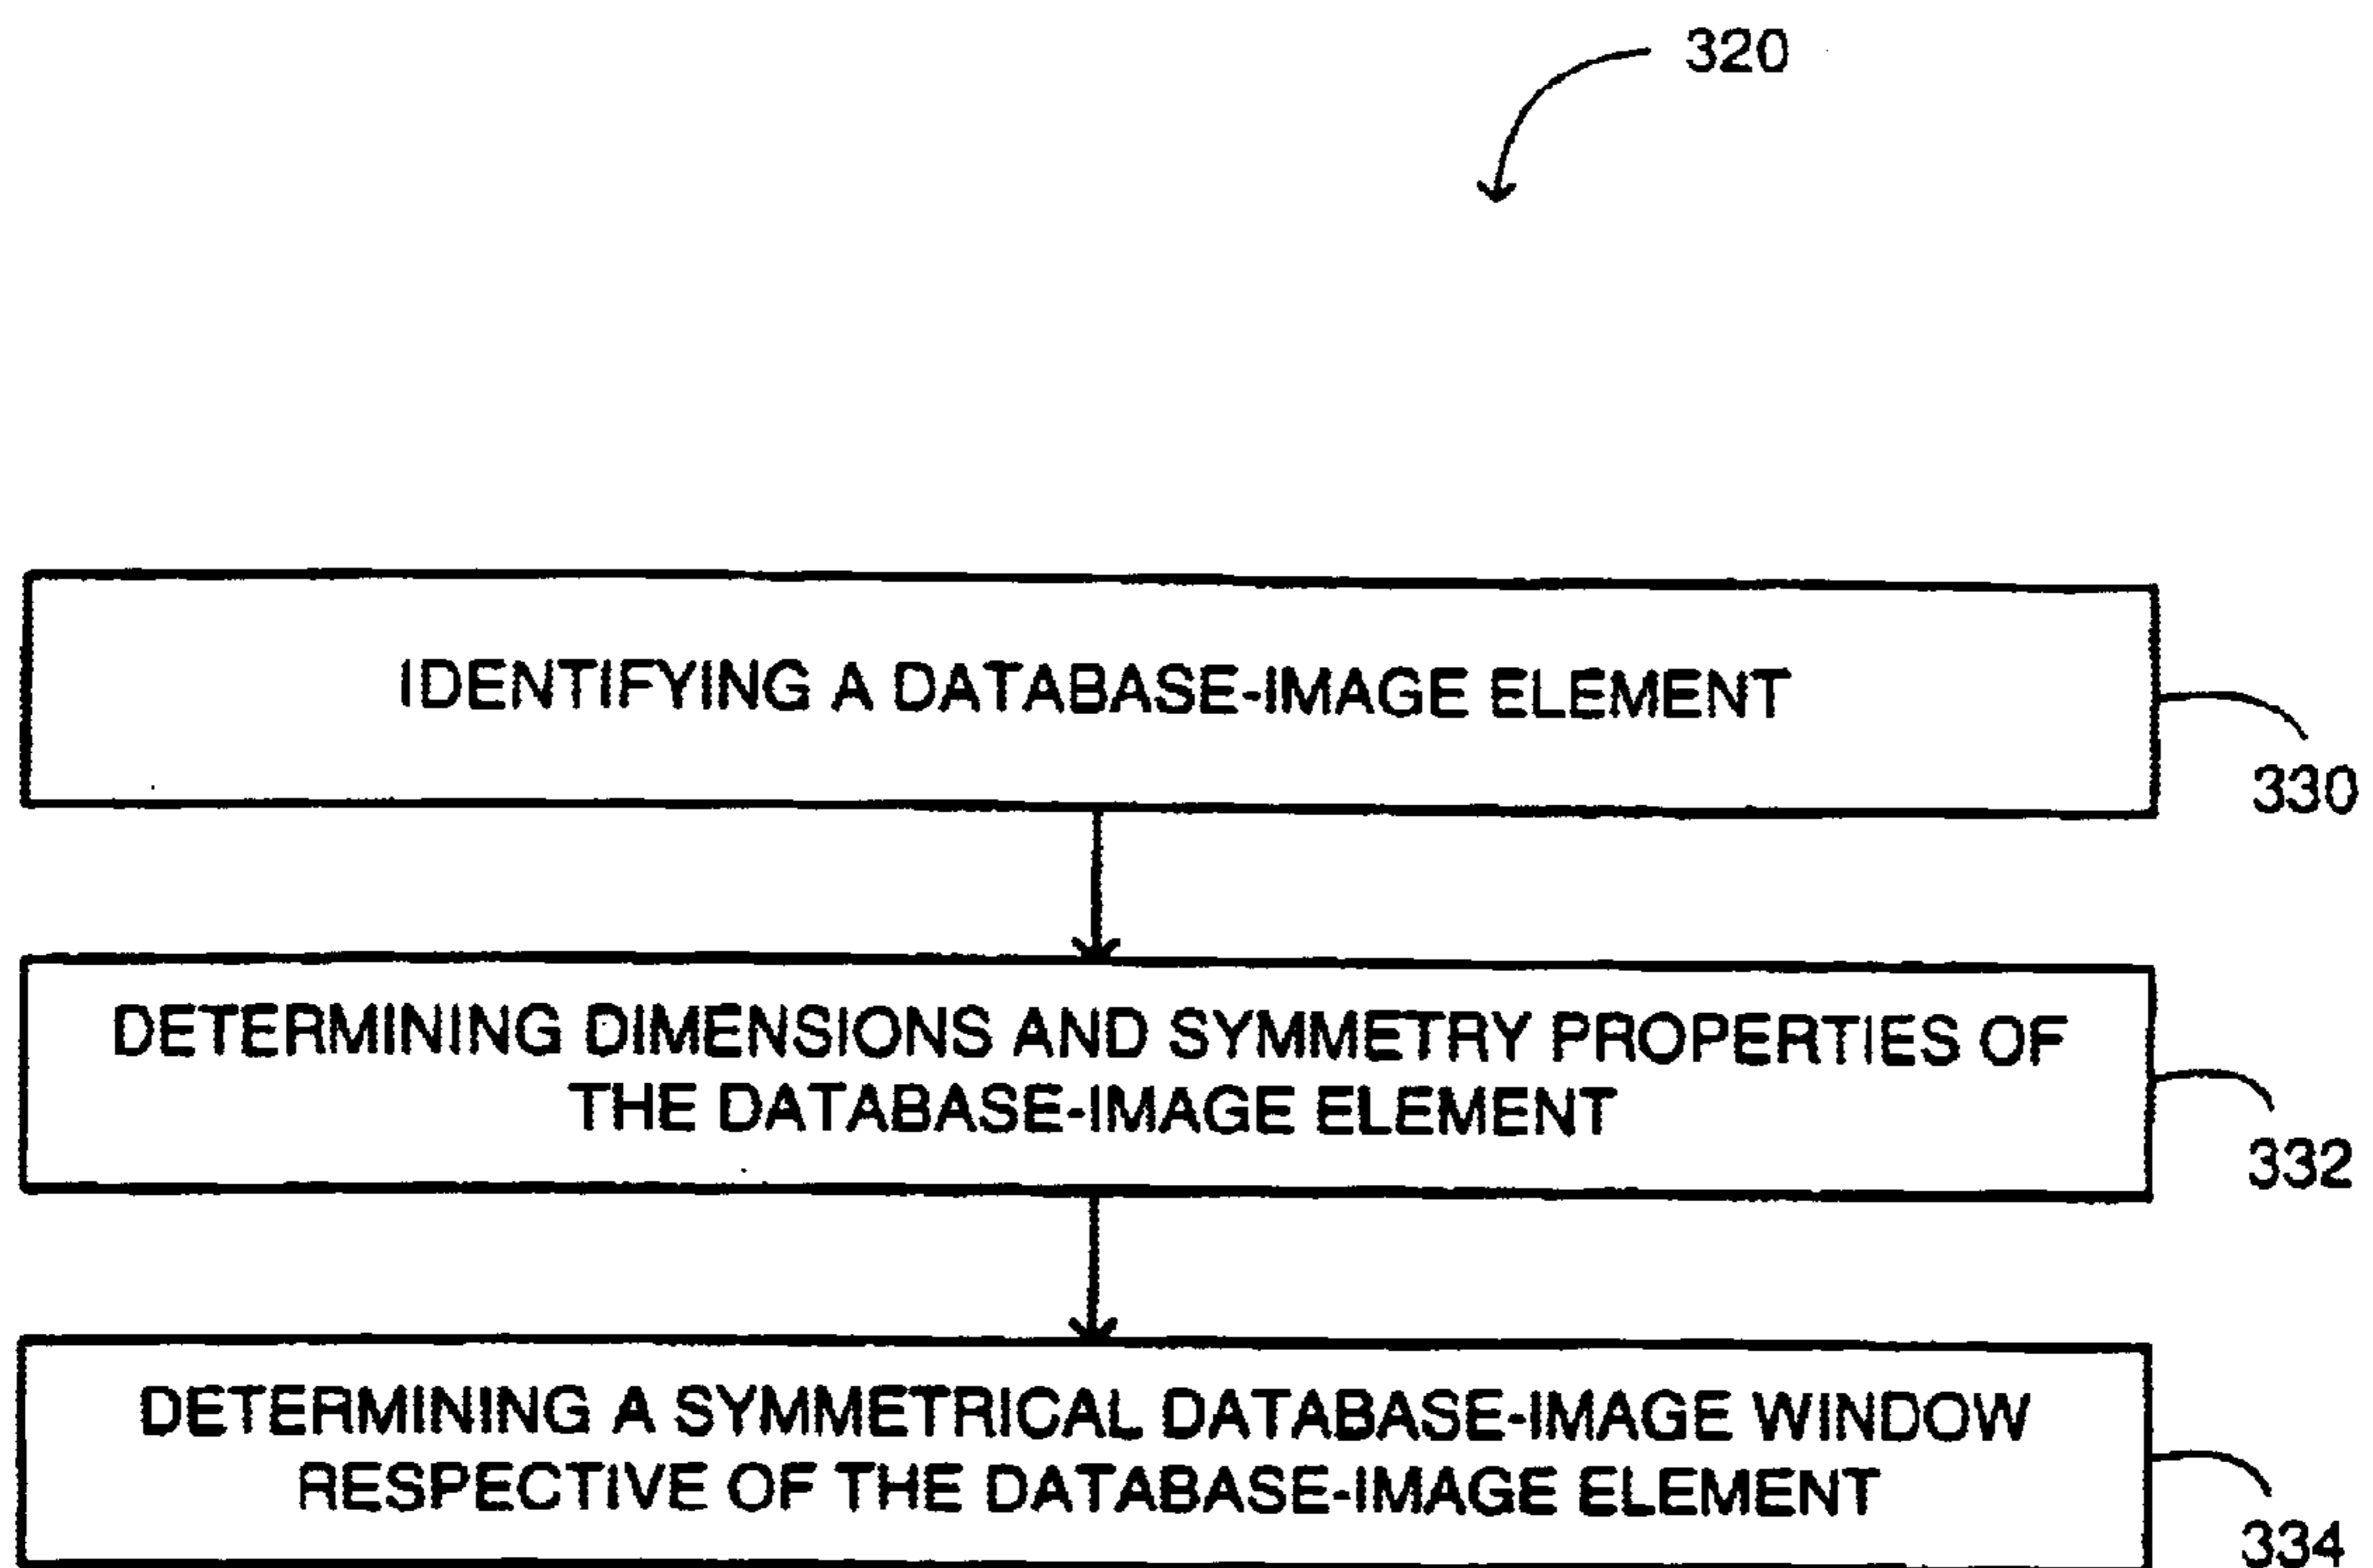 320
IDENTIFYING A DATABASE-IMAGE ELEMENT
330
DETERMINING DIMENSIONS AND SYMMETRY PROPERTIES OF
THE DATABASE-IMAGE ELEMENT
332
DETERMINING A SYMMETRICAL DATABASE-IMAGE WINDOW
RESPECTIVE OF THE DATABASE-IMAGE ELEMENT
334